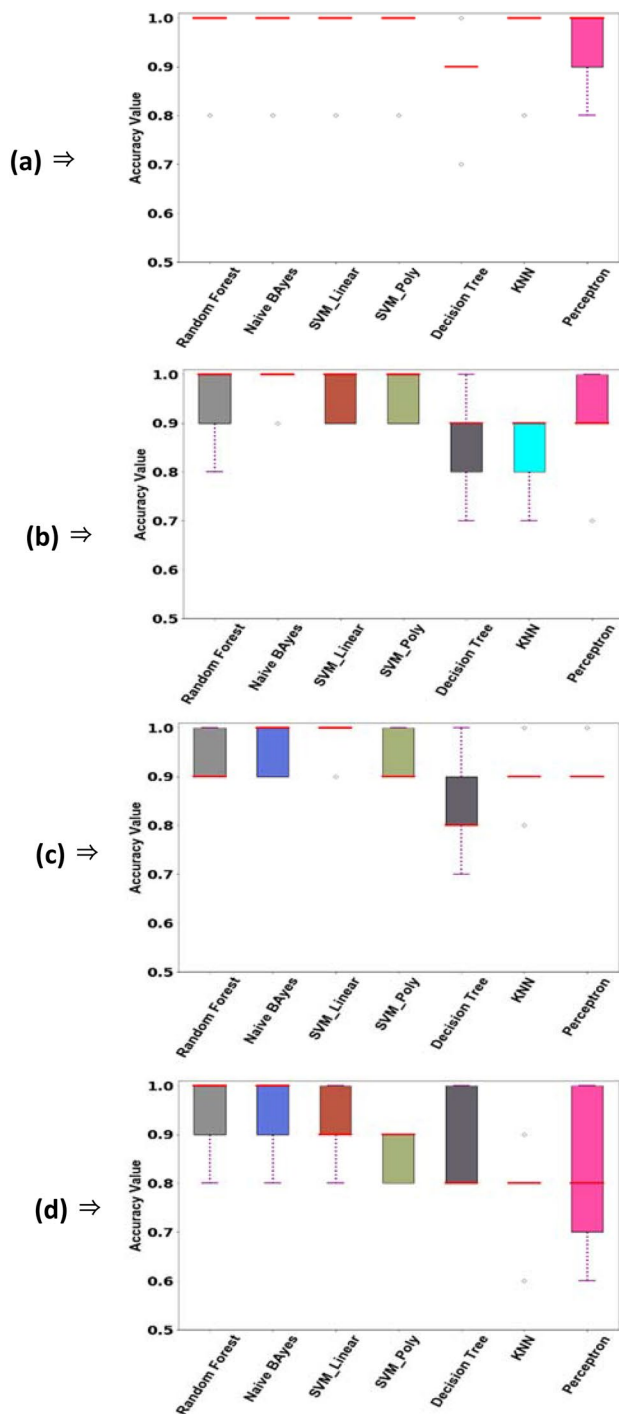 (a) ⇒
Accuracy Value
1.0
0.9
0.8
0.7
0.6
0.5
Random Forest
Naive BAyes
SVM_Linear
SVM_Poly
Decision Tree
KNN
Perceptron
(b) ⇒
Accuracy Value
1.0
0.9
0.8
0.7
0.6
0.5
Random Forest
Naive BAyes
SVM_Linear
SVM_Poly
Decision Tree
KNN
Perceptron
(c) ⇒
Accuracy Value
1.0
0.9
0.8
0.7
0.6
0.5
Random Forest
Naive BAyes
SVM_Linear
SVM_Poly
Decision Tree
KNN
Perceptron
(d) ⇒
Accuracy Value
1.0
0.9
0.8
0.7
0.6
0.5
Random Forest
Naive BAyes
SVM_Linear
SVM_Poly
Decision Tree
KNN
Perceptron